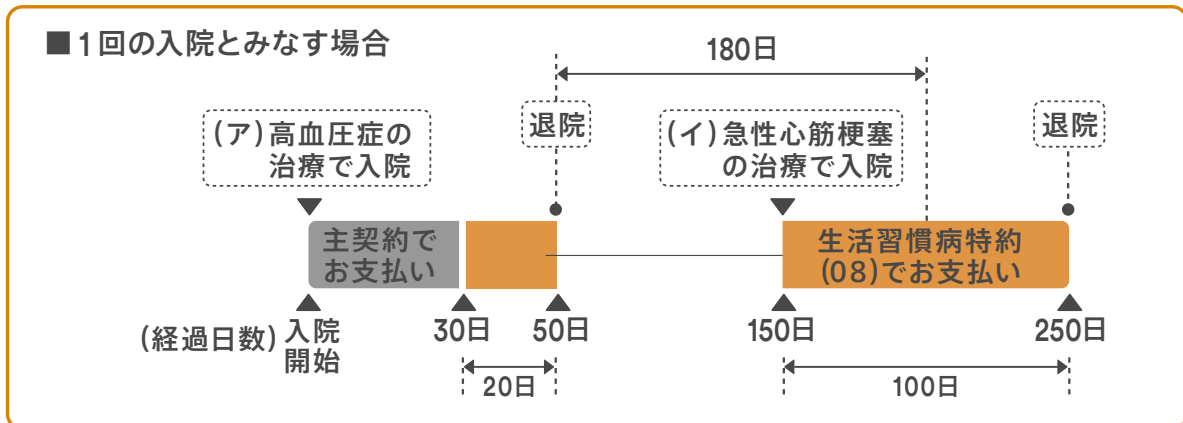 ■1回の入院とみなす場合
180日
(ア)高血圧症の
治療で入院
退院
(イ)急性心筋梗塞
の治療で入院
退院
主契約で
お支払い
生活習慣病特約
(08)でお支払い
(経過日数)
入院
開始
30日
50日
150日
250日
20日
100日